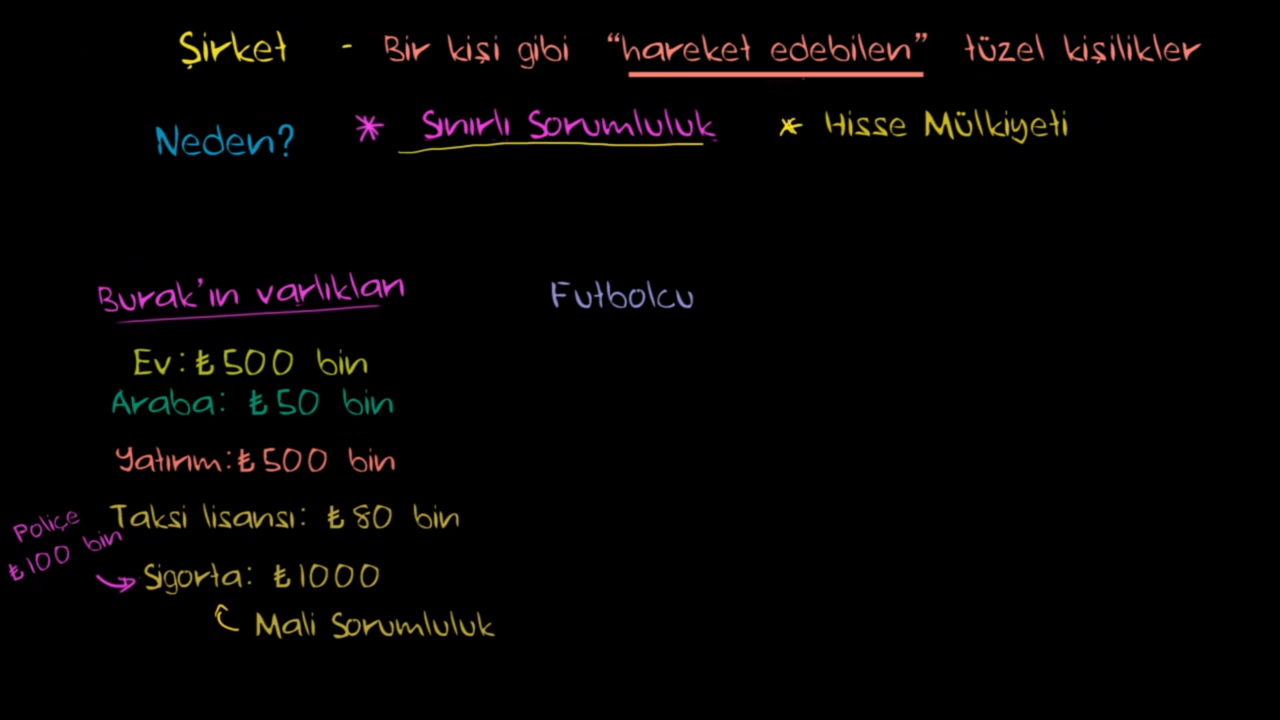 Şirket - Bir kişi gibi “hareket edebilen” tüzel kişilikler
Neden? * Sınırlı Sorumluluk * Hisse Mülkiyeti
Burak’ın varlıkları
Futbolcu
Ev: ₺500 bin
Araba: ₺50 bin
Yatırım: ₺500 bin
Taksi lisansı: ₺80 bin
Poliçe
₺100 bin
Sigorta: ₺1000
Mali Sorumluluk